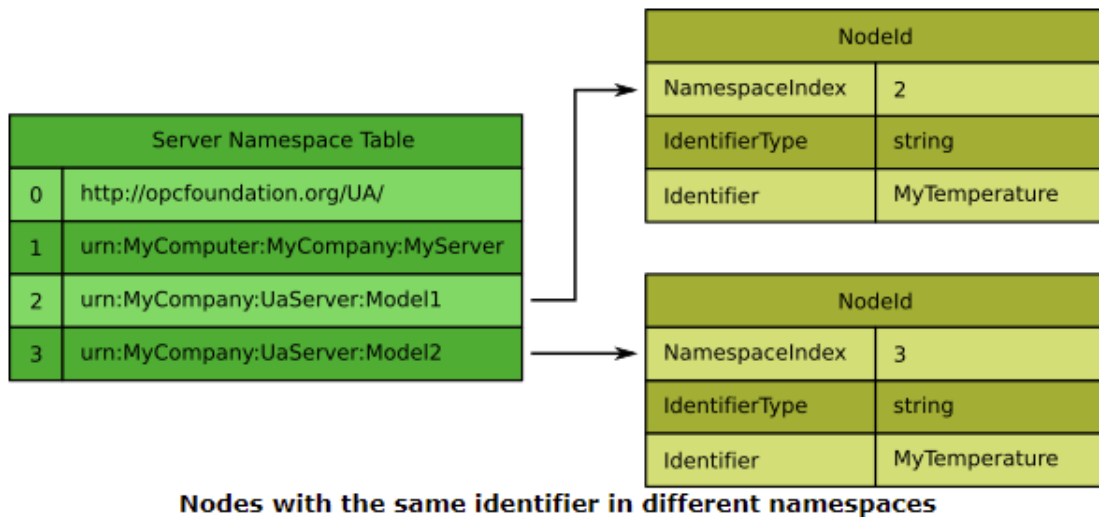 Server Namespace Table
0 http://opcfoundation.org/UA/
1 urn:MyComputer:MyCompany:MyServer
2 urn:MyCompany:UaServer:Model1
3 urn:MyCompany:UaServer:Model2
NodeId
NamespaceIndex 2
IdentifierType string
Identifier MyTemperature
NodeId
NamespaceIndex 3
IdentifierType string
Identifier MyTemperature
Nodes with the same identifier in different namespaces